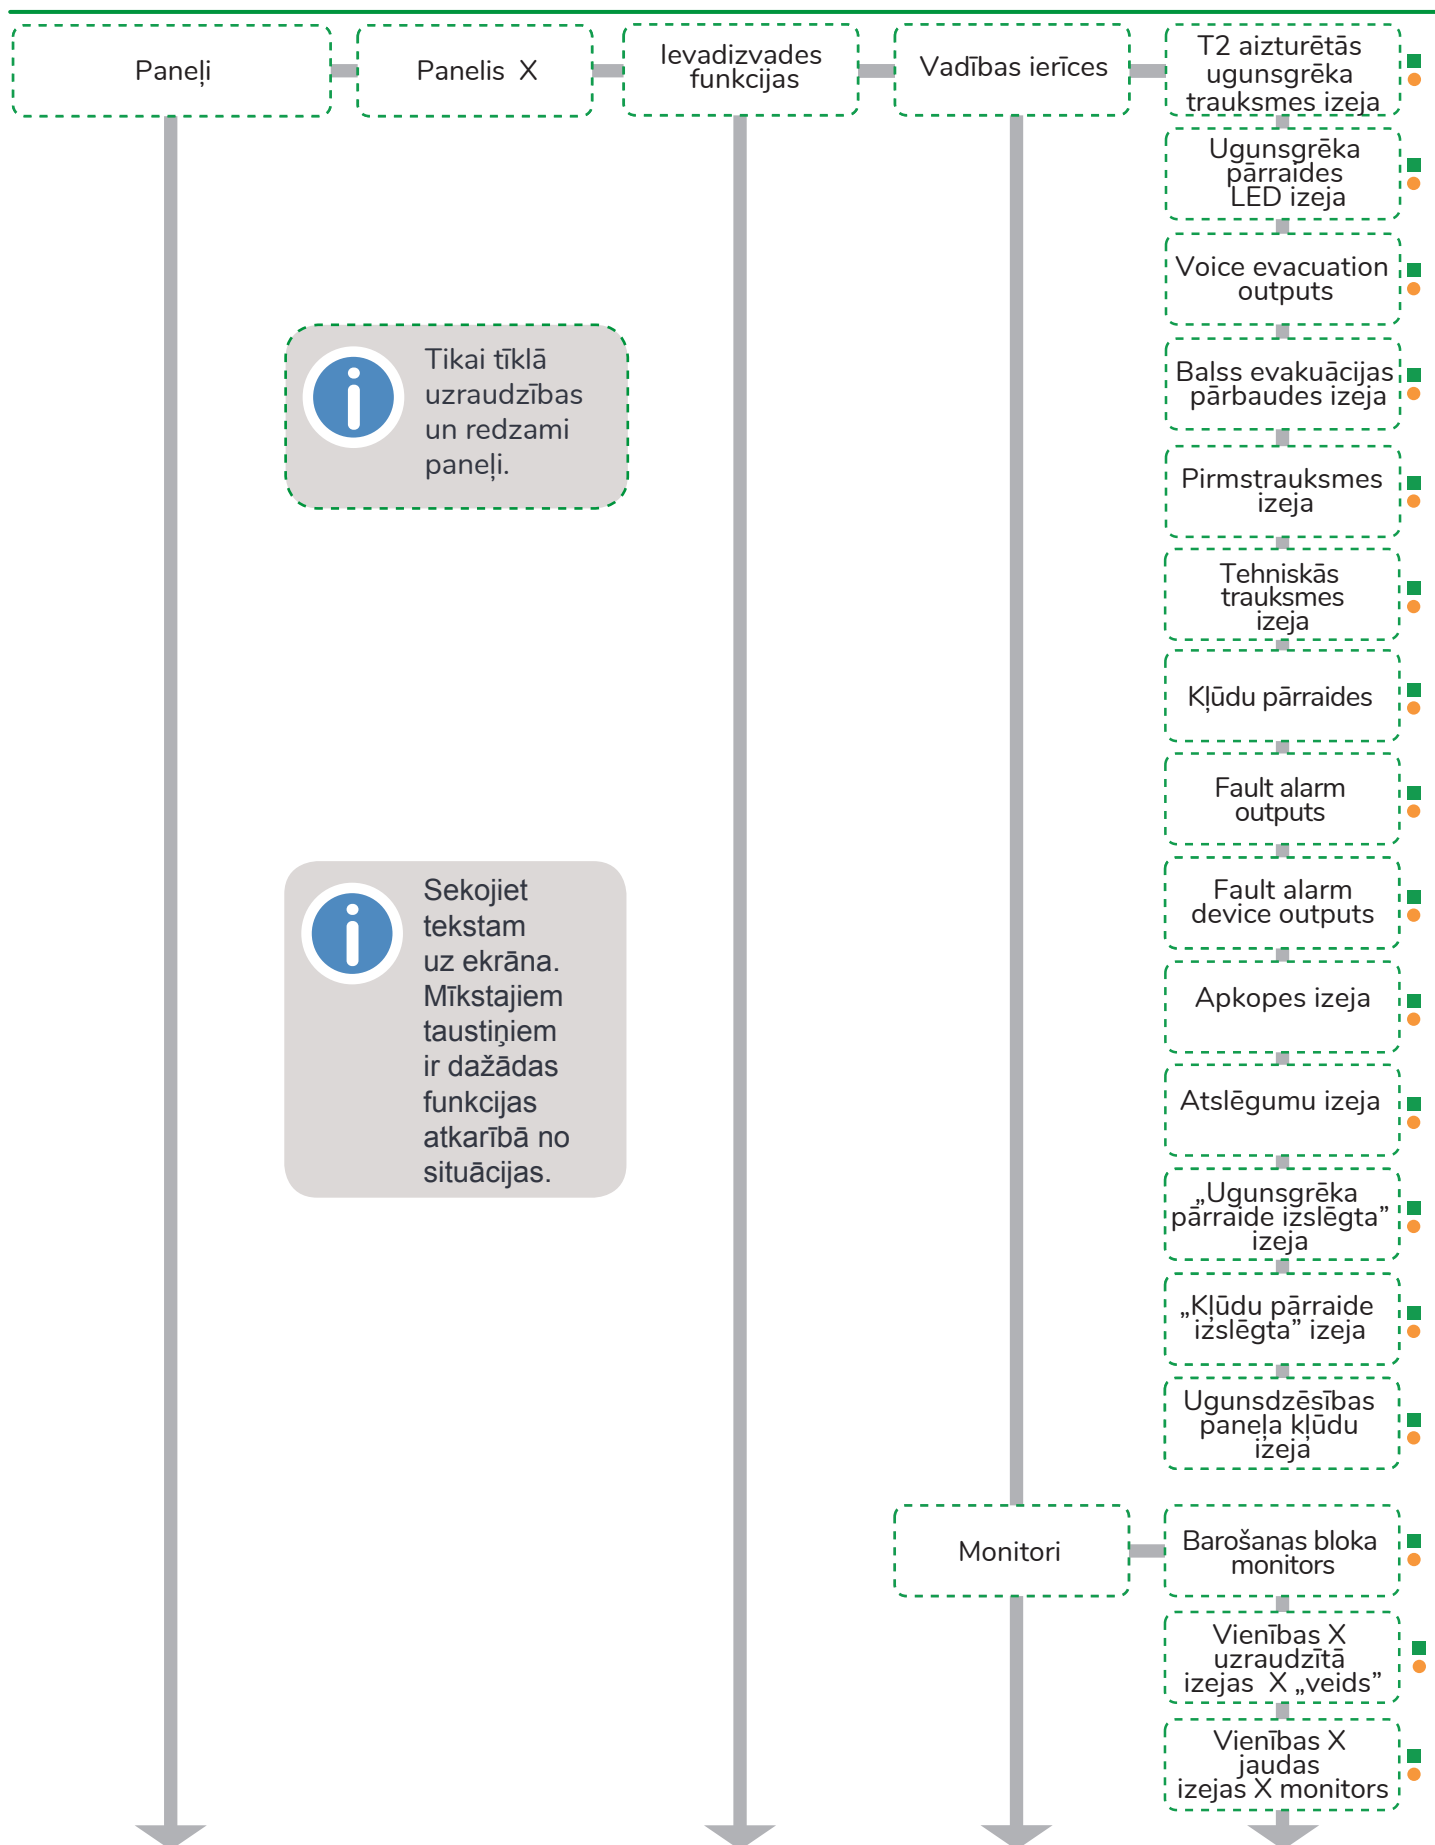 Paneļi
Panelis X
Ievadizvades
funkcijas
Vadības ierīces
T2 aizturētās
ugunsgrēka
trauksmes izeja
Ugunsgrēka
pārraides
LED izeja
Voice evacuation
outputs
Tikai tīklā
uzraudzības
un redzami
paneļi.
Balss evakuācijas
pārbaudes izeja
Pirmstrauksmes
izeja
Tehniskās
trauksmes
izeja
Kļūdu pārraides
Fault alarm
outputs
Sekojiet
tekstam
uz ekrāna.
Mīkstajiem
taustiņiem
ir dažādas
funkcijas
atkarībā no
situācijas.
Fault alarm
device outputs
Apkopes izeja
Atslēgumu izeja
„Ugunsgrēka
pārraide izslēgta”
izeja
„Kļūdu pārraide
izslēgta” izeja
Ugunsdzēsības
paneļa kļūdu
izeja
Monitori
Barošanas bloka
monitors
Vienības X
uzraudzītā
izejas X „veids”
Vienības X
jaudas
izejas X monitors